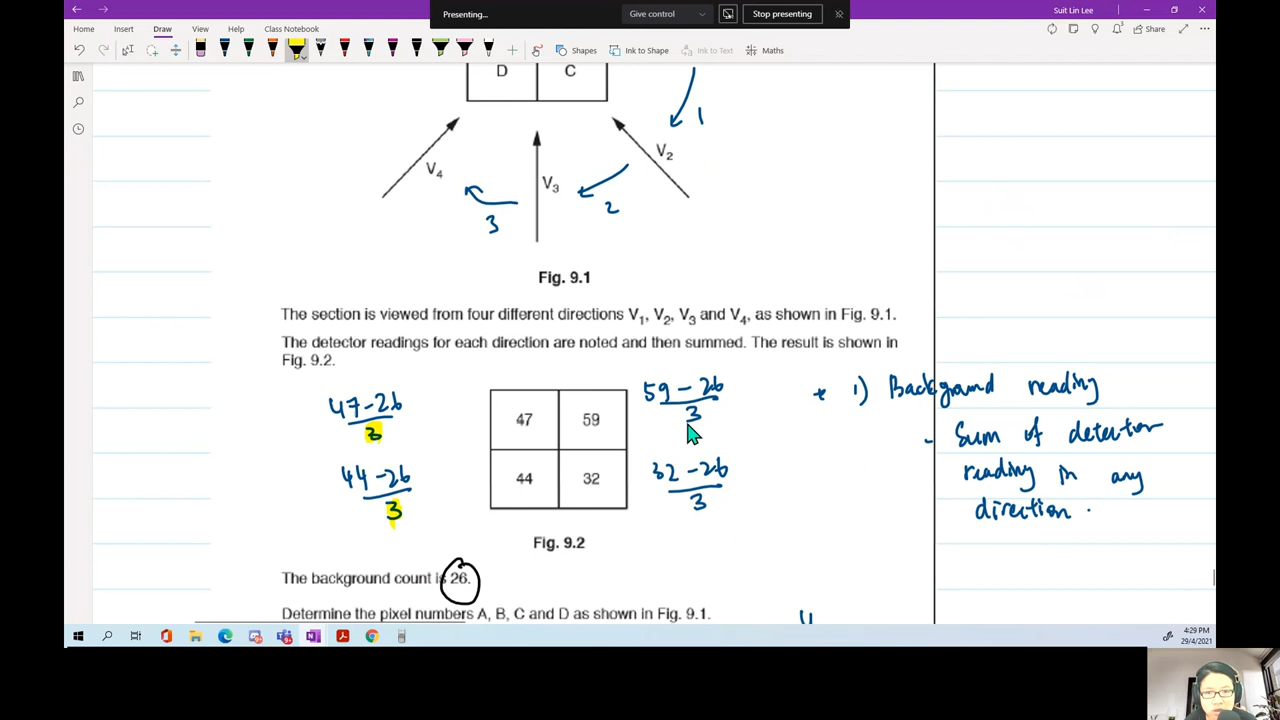 Presenting...
Give control
Stop presenting
Suit Lin Lee
Home Insert Draw View Help Class Notebook
Shapes Ink to Shape Ink to Text Maths
Share
D C
1
V4
V3
V2
2
3
Fig. 9.1
The section is viewed from four different directions V1, V2, V3 and V4, as shown in Fig. 9.1.
The detector readings for each direction are noted and then summed. The result is shown in
Fig. 9.2.
47-26
3
47 59
59-26
3
* 1) Background reading
- Sum of detector
reading in any
direction.
44-26
3
44 32
32-26
3
Fig. 9.2
The background count is 26.
Determine the pixel numbers A, B, C and D as shown in Fig. 9.1.
4:29 PM
29/4/2021